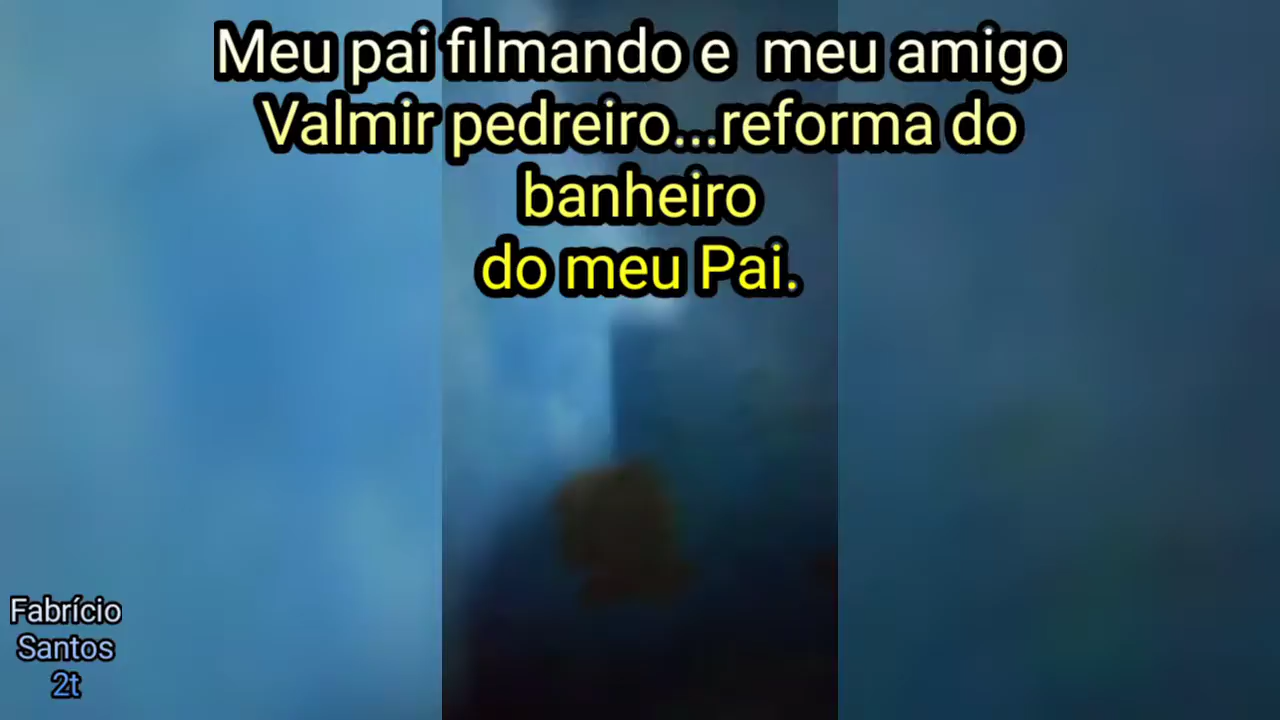 Meu pai filmando e meu amigo
Valmir pedreiro...reforma do
banheiro
do meu Pai.
Fabrício
Santos
2t